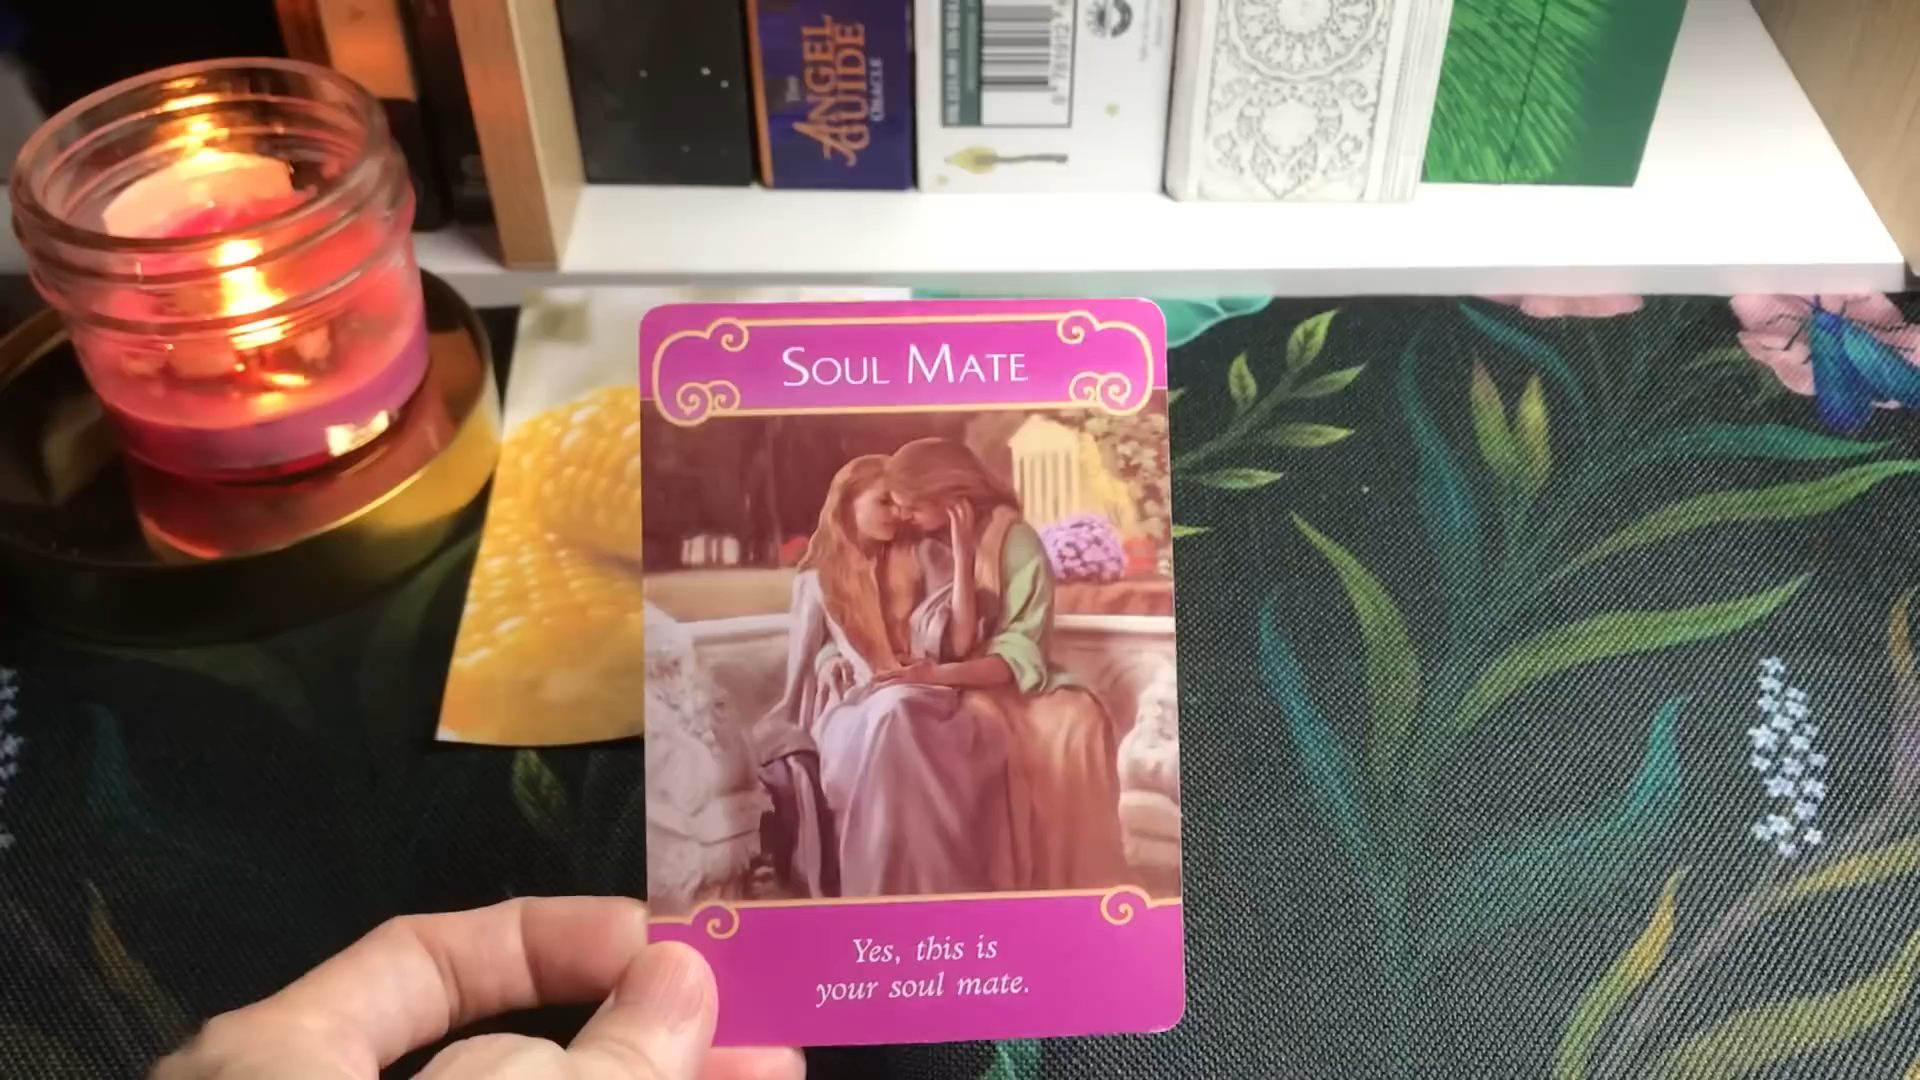 The
ANGEL
GUIDE
ORACLE
SOUL MATE
Yes, this is
your soul mate.